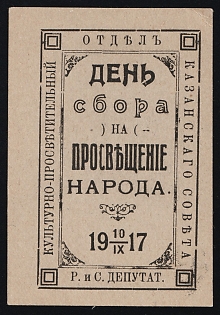 ОТДѢЛЪ
КУЛЬТУРНО-ПРОСВѢТИТЕЛЬНЫЙ
КАЗАНСКАГО СОВѢТА
ДЕНЬ
сбора
-) НА (-
ПРОСВѢЩЕНІЕ
НАРОДА.
19 10/IX 17
Р. и С. ДЕПУТАТ.